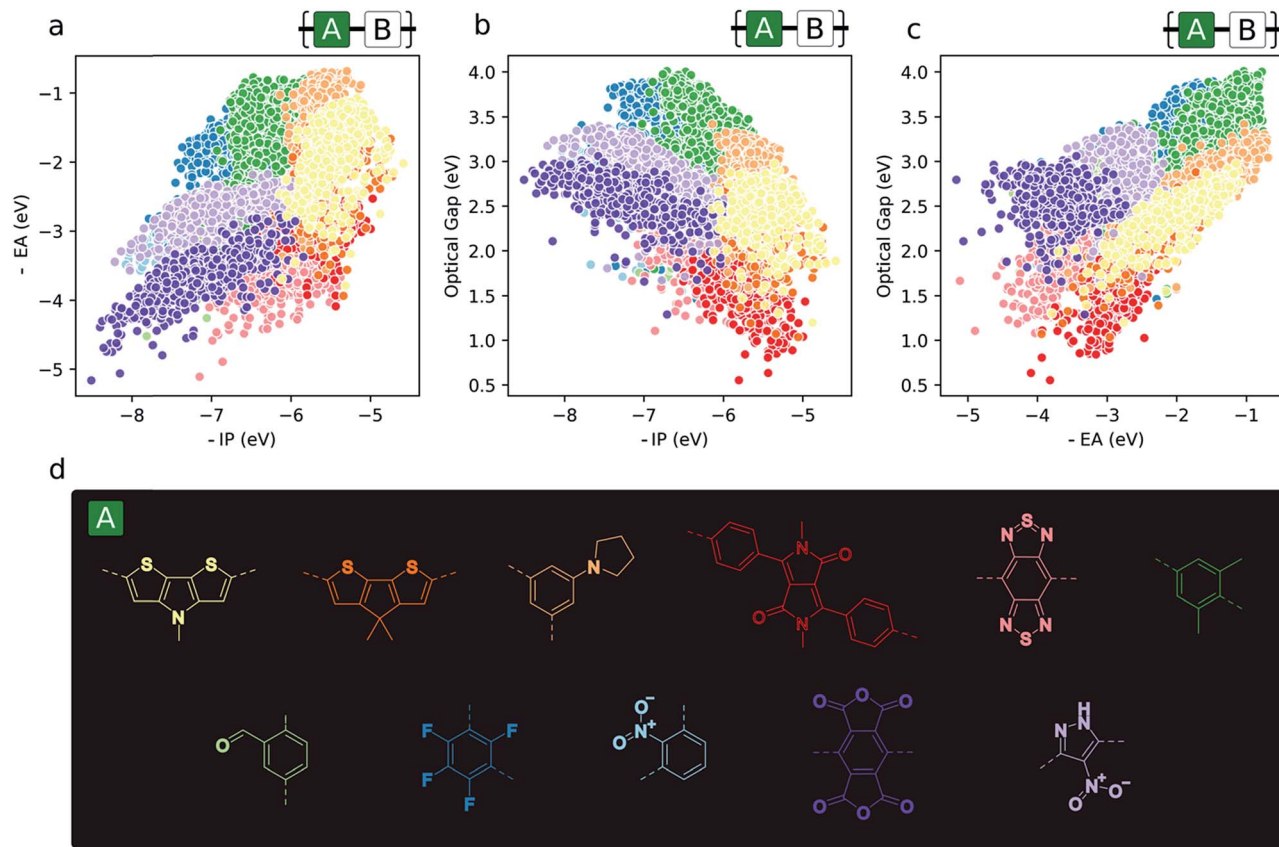 a
A B
b
A B
c
A B
−1
−2
−3
−4
−5
- EA (eV)
−8 −7 −6 −5
- IP (eV)
4.0
3.5
3.0
2.5
2.0
1.5
1.0
0.5
Optical Gap (eV)
−8 −7 −6 −5
- IP (eV)
4.0
3.5
3.0
2.5
2.0
1.5
1.0
0.5
Optical Gap (eV)
−5 −4 −3 −2 −1
- EA (eV)
d
A
S S
N
S S
N
N O
O N
N S N
N S N
O
F F
F F
O− N+ O
O O O
O O O
H
N N
N+
O O−